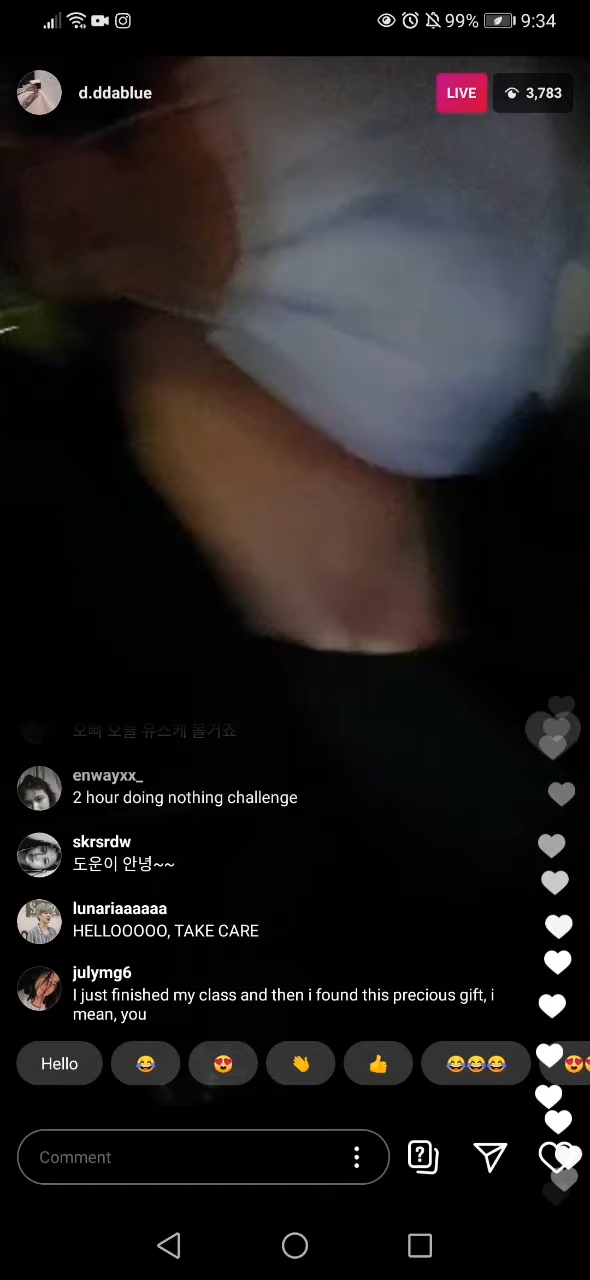 99% 9:34
d.ddablue LIVE 3,783
오빠 오늘 유스케 볼거죠
enwayxx_
2 hour doing nothing challenge
skrsrdw
도운이 안녕~~
lunariaaaaaa
HELLOOOOO, TAKE CARE
julymg6
I just finished my class and then i found this precious gift, i
mean, you
Hello
Comment